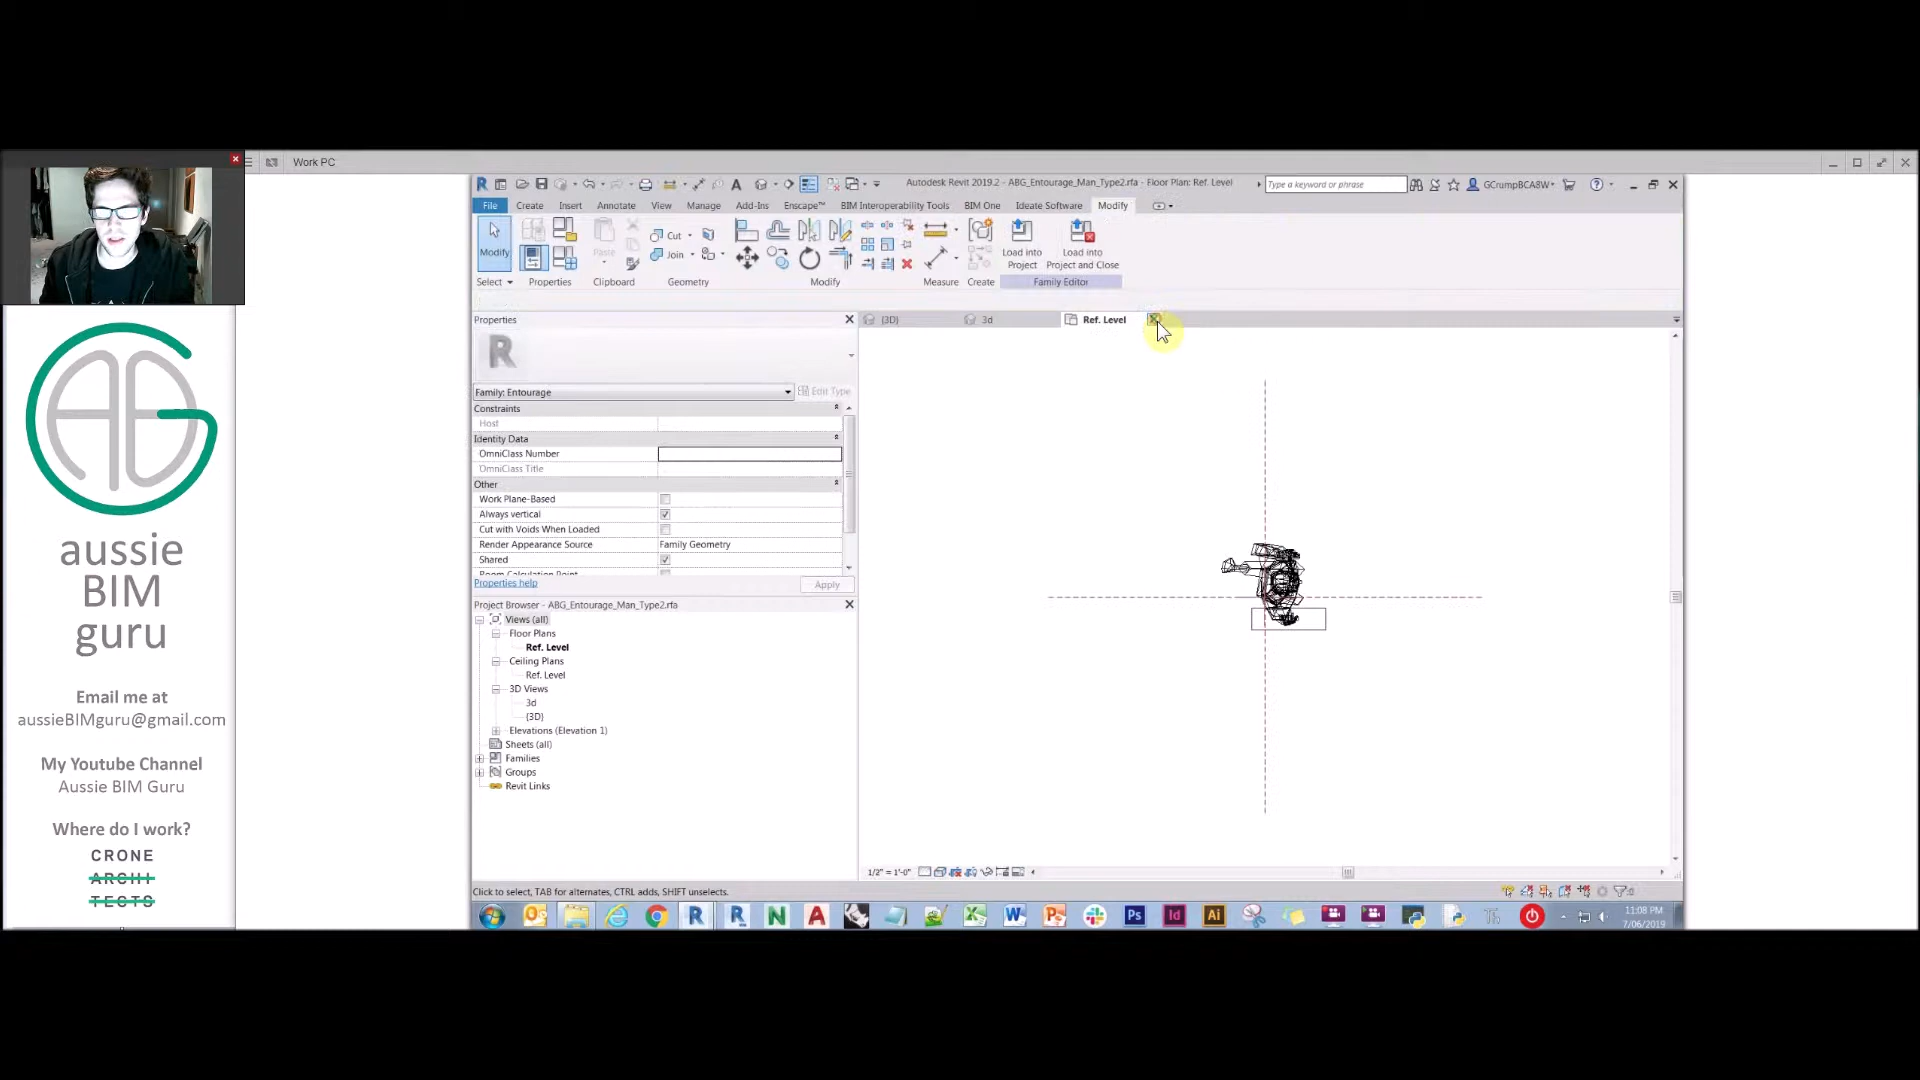 Work PC
Autodesk Revit 2019.2 - ABG_Entourage_Man_Type2.rfa - Floor Plan: Ref. Level
Type a keyword or phrase
GCrumpBCA8W
File Create Insert Annotate View Manage Add-Ins Enscape™ BIM Interoperability Tools BIM One Ideate Software Modify
Modify
Paste
Cut
Join
Load into
Project
Load into
Project and Close
Select Properties Clipboard Geometry Modify Measure Create Family Editor
Properties
{3D}
3d
Ref. Level
Family: Entourage
Edit Type
Constraints
Host
Identity Data
OmniClass Number
OmniClass Title
Other
Work Plane-Based
Always vertical
Cut with Voids When Loaded
Render Appearance Source Family Geometry
Shared
Room Calculation Point
Properties help
Apply
Project Browser - ABG_Entourage_Man_Type2.rfa
Views (all)
Floor Plans
Ref. Level
Ceiling Plans
Ref. Level
3D Views
3d
{3D}
Elevations (Elevation 1)
Sheets (all)
Families
Groups
Revit Links
1/2" = 1'-0"
Click to select, TAB for alternates, CTRL adds, SHIFT unselects.
11:08 PM
7/06/2019
ABG
aussie
BIM
guru
Email me at
aussieBIMguru@gmail.com
My Youtube Channel
Aussie BIM Guru
Where do I work?
CRONE
ARCHI
TECTS